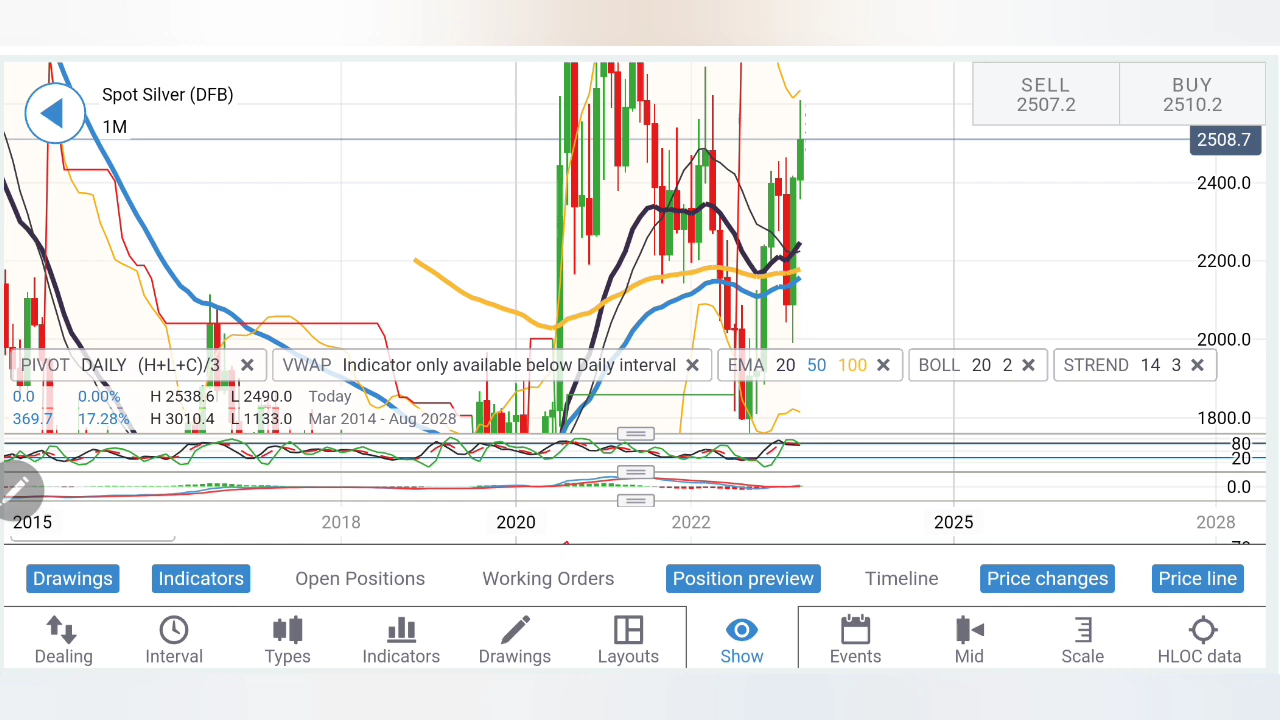 Spot Silver (DFB)
1M
SELL
2507.2
BUY
2510.2
2508.7
2400.0
2200.0
2000.0
PIVOT DAILY (H+L+C)/3
VWAP Indicator only available below Daily interval
EMA 20 50 100
BOLL 20 2
STREND 14 3
0.0 0.00% H 2538.6 L 2490.0 Today
369.7 17.28% H 3010.4 L 1133.0 Mar 2014 - Aug 2028
1800.0
80
20
0.0
2015 2018 2020 2022 2025 2028
Drawings Indicators Open Positions Working Orders Position preview Timeline Price changes Price line
Dealing Interval Types Indicators Drawings Layouts Show Events Mid Scale HLOC data